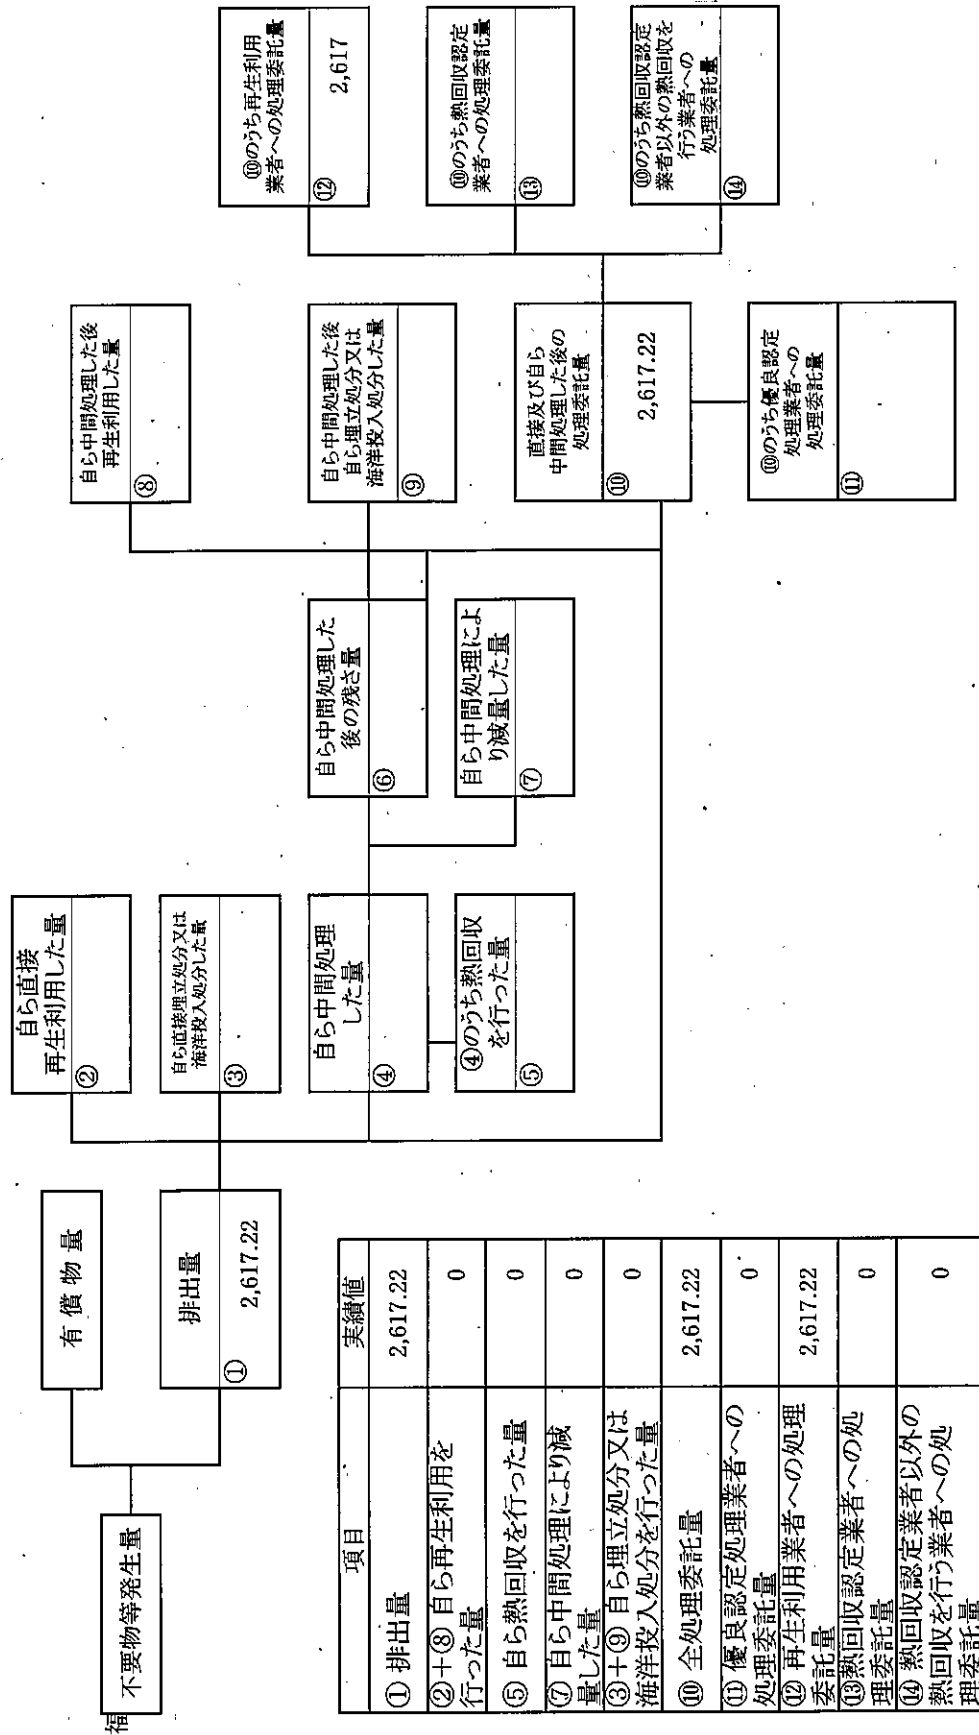 福
不要物等発生量
有償物量
排出量
①
2,617.22
自ら直接
再生利用した量
②
自ら直接埋立処分又は
海洋投入処分した量
③
自ら中間処理
した量
④
④のうち熱回収
を行った量
⑤
自ら中間処理した
後の残さ量
⑥
自ら中間処理によ
り減量した量
⑦
自ら中間処理した後
再生利用した量
⑧
自ら中間処理した後
自ら埋立処分又は
海洋投入処分した量
⑨
直接及び自ら
中間処理した後の
処理委託量
⑩
2,617.22
⑩のうち優良認定
処理業者への
処理委託量
⑪
⑩のうち再生利用
業者への処理委託量
⑫
2,617
⑩のうち熱回収認定
業者への処理委託量
⑬
⑩のうち熱回収認定
業者以外の熱回収を
行う業者への
処理委託量
⑭
項目 実績値
① 排出量 2,617.22
②+⑧ 自ら再生利用を
行った量 0
⑤ 自ら熱回収を行った量 0
⑦ 自ら中間処理により減
量した量 0
③+⑨ 自ら埋立処分又は
海洋投入処分を行った量 0
⑩ 全処理委託量 2,617.22
⑪ 優良認定処理業者への
処理委託量 0
⑫ 再生利用業者への処理
委託量 2,617.22
⑬熱回収認定業者への処
理委託量 0
⑭ 熱回収認定業者以外の
熱回収を行う業者への処
理委託量 0